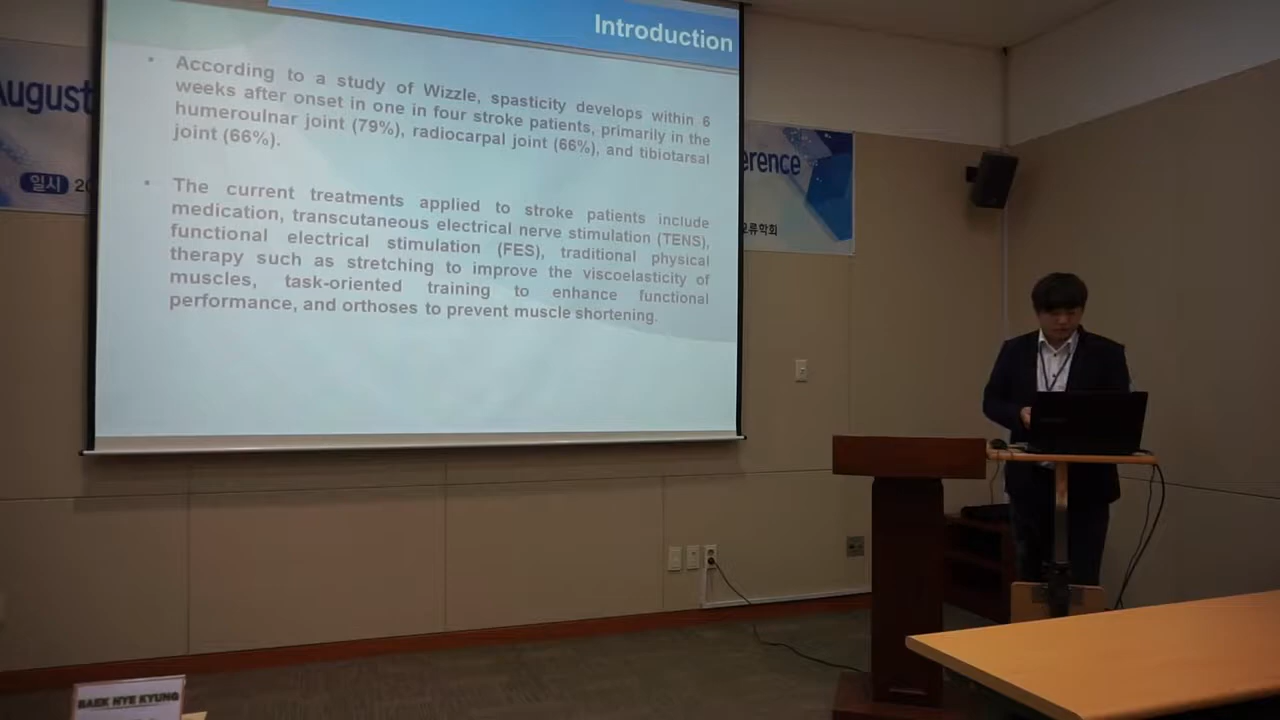 Introduction
• According to a study of Wizzle, spasticity develops within 6
weeks after onset in one in four stroke patients, primarily in the
humeroulnar joint (79%), radiocarpal joint (66%), and tibiotarsal
joint (66%).
• The current treatments applied to stroke patients include
medication, transcutaneous electrical nerve stimulation (TENS),
functional electrical stimulation (FES), traditional physical
therapy such as stretching to improve the viscoelasticity of
muscles, task-oriented training to enhance functional
performance, and orthoses to prevent muscle shortening.
August
일시 20
erence
오류학회
BAEK HYE KYUNG